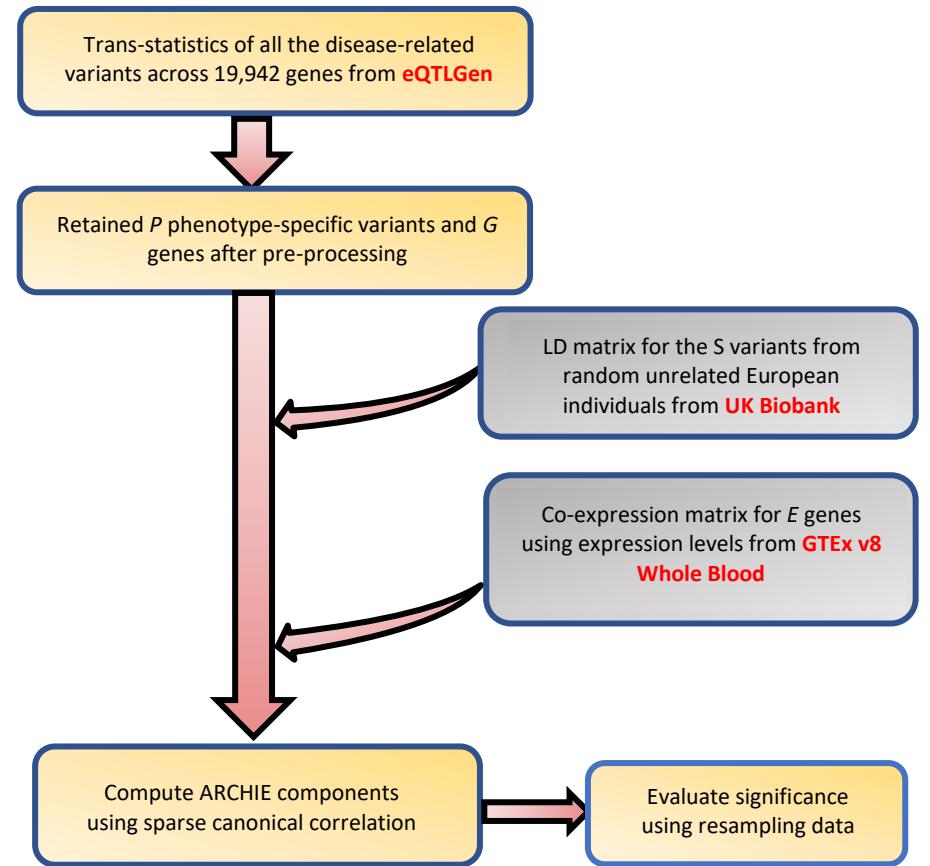 Trans-statistics of all the disease-related
variants across 19,942 genes from eQTLGen
Retained P phenotype-specific variants and G
genes after pre-processing
LD matrix for the S variants from
random unrelated European
individuals from UK Biobank
Co-expression matrix for E genes
using expression levels from GTEx v8
Whole Blood
Compute ARCHIE components
using sparse canonical correlation
Evaluate significance
using resampling data